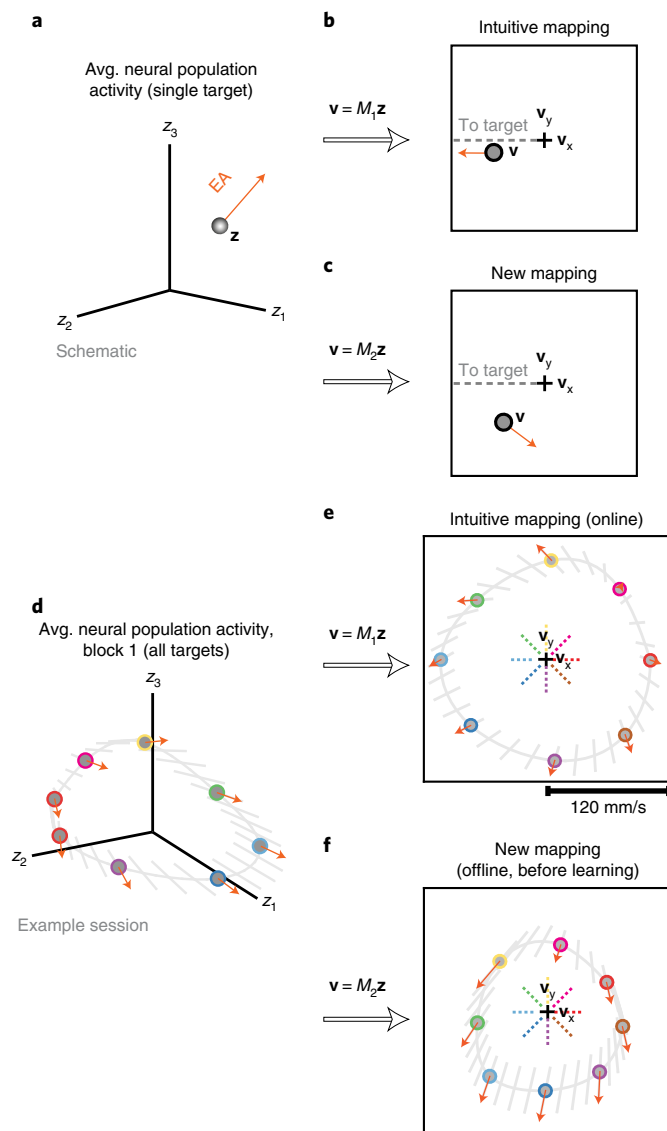 a
Avg. neural population
activity (single target)
z3
EA
z
z2
z1
Schematic
v = M1z
b
Intuitive mapping
To target
vy
vx
v
v = M2z
c
New mapping
To target
vy
vx
v
d
Avg. neural population activity,
block 1 (all targets)
z3
z2
z1
Example session
v = M1z
e
Intuitive mapping (online)
vy
vx
120 mm/s
v = M2z
f
New mapping
(offline, before learning)
vy
vx